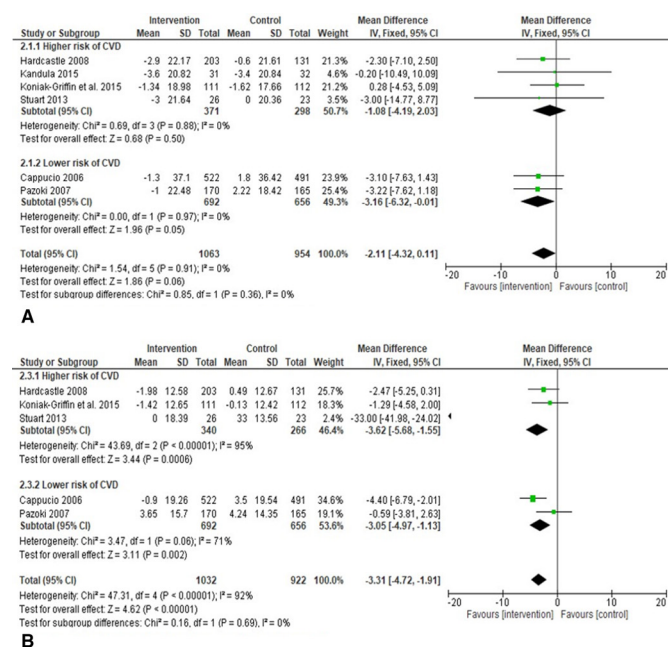 Intervention Control Mean Difference Mean Difference
Study or Subgroup Mean SD Total Mean SD Total Weight IV, Fixed, 95% CI IV, Fixed, 95% CI
2.1.1 Higher risk of CVD
Hardcastle 2008 -2.9 22.17 203 -0.6 21.61 131 21.3% -2.30 [-7.10, 2.50]
Kandula 2015 -3.6 20.82 31 -3.4 20.84 32 4.6% -0.20 [-10.49, 10.09]
Koniak-Griffin et al. 2015 -1.34 18.98 111 -1.62 17.66 112 21.3% 0.28 [-4.53, 5.09]
Stuart 2013 -3 21.64 26 0 20.36 23 3.5% -3.00 [-14.77, 8.77]
Subtotal (95% CI) 371 298 50.7% -1.08 [-4.19, 2.03]
Heterogeneity: Chi² = 0.69, df = 3 (P = 0.88); I² = 0%
Test for overall effect: Z = 0.68 (P = 0.50)
2.1.2 Lower risk of CVD
Cappucio 2006 -1.3 37.1 522 1.8 36.42 491 23.9% -3.10 [-7.63, 1.43]
Pazoki 2007 -1 22.48 170 2.22 18.42 165 25.4% -3.22 [-7.62, 1.18]
Subtotal (95% CI) 692 656 49.3% -3.16 [-6.32, -0.01]
Heterogeneity: Chi² = 0.00, df = 1 (P = 0.97); I² = 0%
Test for overall effect: Z = 1.96 (P = 0.05)
Total (95% CI) 1063 954 100.0% -2.11 [-4.32, 0.11]
Heterogeneity: Chi² = 1.54, df = 5 (P = 0.91); I² = 0%
Test for overall effect: Z = 1.86 (P = 0.06)
Test for subgroup differences: Chi² = 0.85, df = 1 (P = 0.36), I² = 0%
-20 -10 0 10 20
Favours [intervention] Favours [control]
A
Intervention Control Mean Difference Mean Difference
Study or Subgroup Mean SD Total Mean SD Total Weight IV, Fixed, 95% CI IV, Fixed, 95% CI
2.3.1 Higher risk of CVD
Hardcastle 2008 -1.98 12.58 203 0.49 12.67 131 25.7% -2.47 [-5.25, 0.31]
Koniak-Griffin et al. 2015 -1.42 12.65 111 -0.13 12.42 112 18.3% -1.29 [-4.58, 2.00]
Stuart 2013 0 18.39 26 33 13.56 23 2.4% -33.00 [-41.98, -24.02]
Subtotal (95% CI) 340 266 46.4% -3.62 [-5.68, -1.55]
Heterogeneity: Chi² = 43.69, df = 2 (P < 0.00001); I² = 95%
Test for overall effect: Z = 3.44 (P = 0.0006)
2.3.2 Lower risk of CVD
Cappucio 2006 -0.9 19.26 522 3.5 19.54 491 34.6% -4.40 [-6.79, -2.01]
Pazoki 2007 3.65 15.7 170 4.24 14.35 165 19.1% -0.59 [-3.81, 2.63]
Subtotal (95% CI) 692 656 53.6% -3.05 [-4.97, -1.13]
Heterogeneity: Chi² = 3.47, df = 1 (P = 0.06); I² = 71%
Test for overall effect: Z = 3.11 (P = 0.002)
Total (95% CI) 1032 922 100.0% -3.31 [-4.72, -1.91]
Heterogeneity: Chi² = 47.31, df = 4 (P < 0.00001); I² = 92%
Test for overall effect: Z = 4.62 (P < 0.00001)
Test for subgroup differences: Chi² = 0.16, df = 1 (P = 0.69), I² = 0%
-20 -10 0 10 20
Favours [intervention] Favours [control]
B